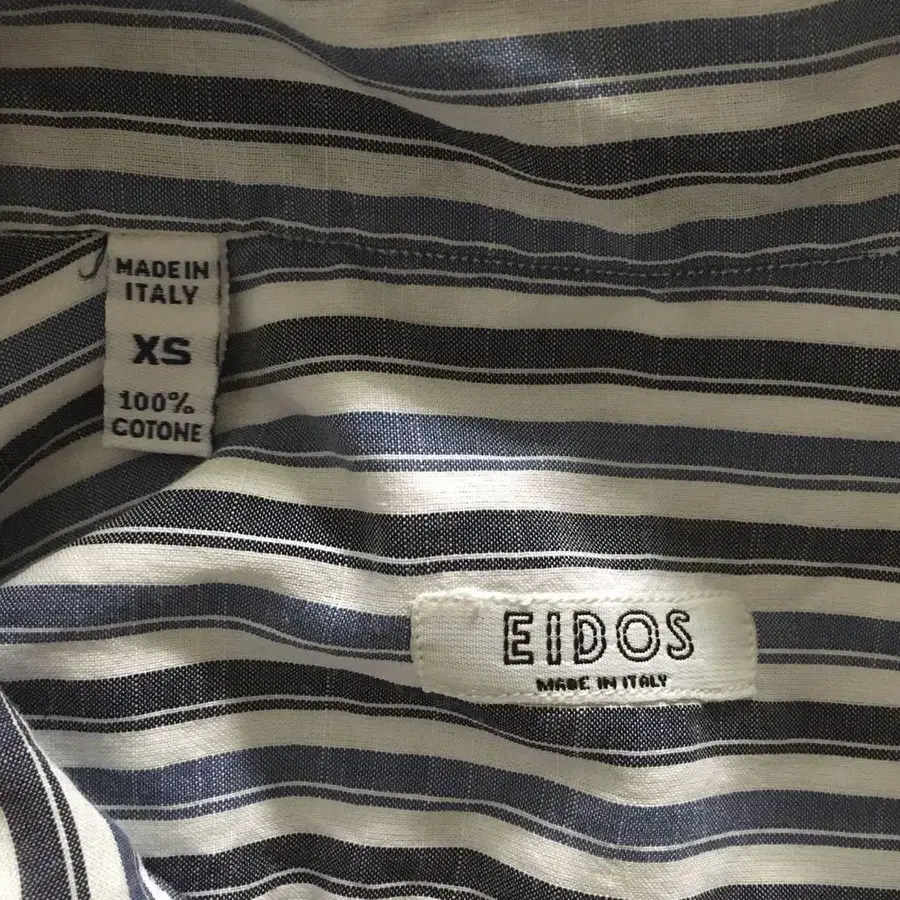 MADE IN
ITALY
XS
100%
COTONE
EIDOS
MADE IN ITALY